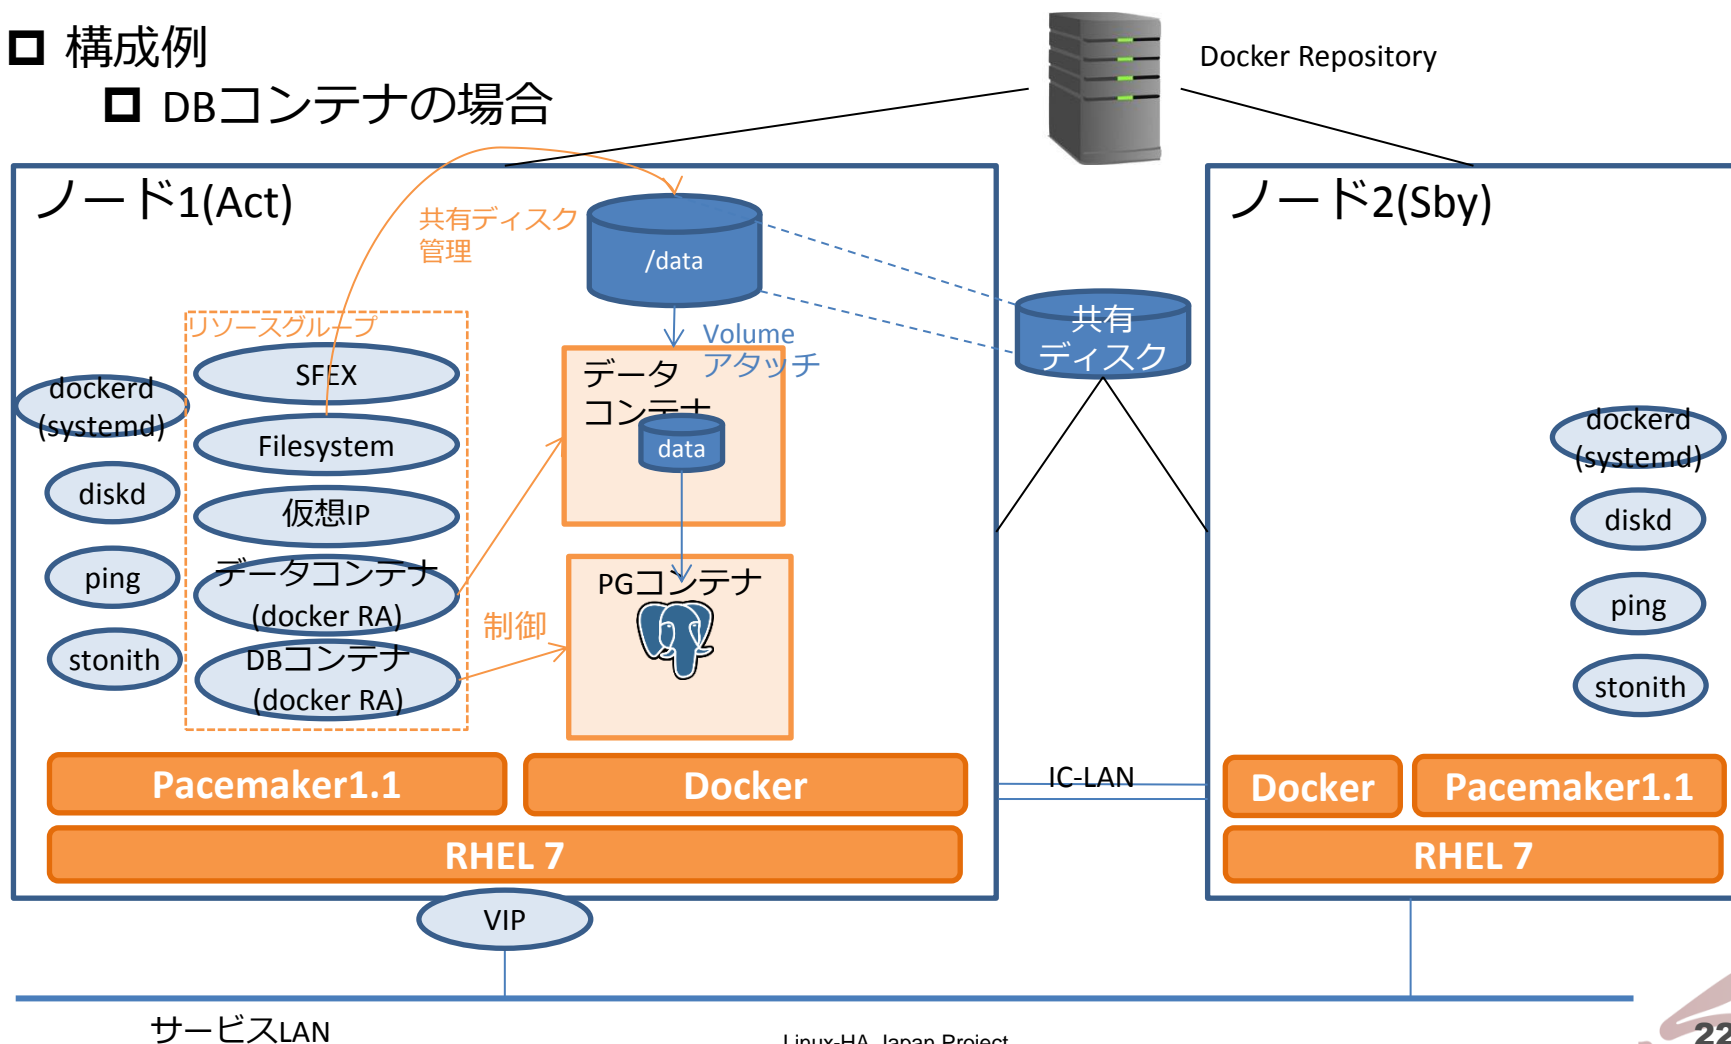 構成例
DBコンテナの場合
Docker Repository
ノード1(Act)
共有ディスク
管理
/data
リソースグループ
Volume
アタッチ
SFEX
dockerd
(systemd)
Filesystem
diskd
仮想IP
ping
データコンテナ
(docker RA)
stonith
DBコンテナ
(docker RA)
制御
データ
コンテナ
data
PGコンテナ
Pacemaker1.1
Docker
RHEL 7
VIP
共有
ディスク
IC-LAN
ノード2(Sby)
dockerd
(systemd)
diskd
ping
stonith
Docker
Pacemaker1.1
RHEL 7
サービスLAN
Linux-HA Japan Project
22